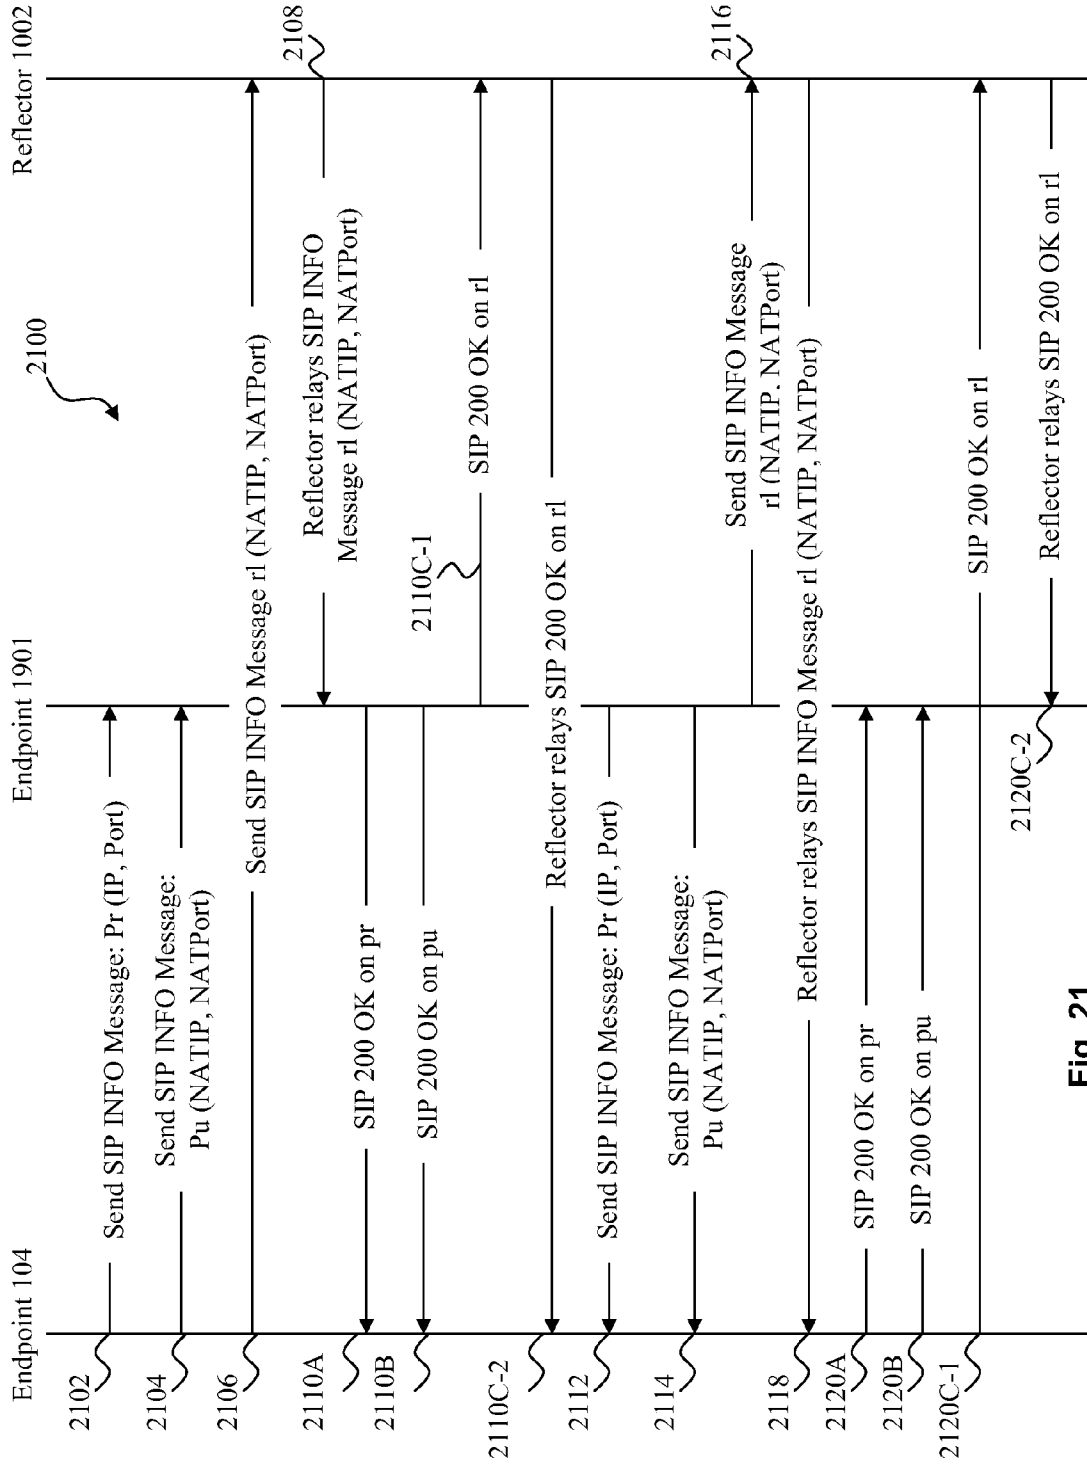 Endpoint 104
Endpoint 1901
Reflector 1002
2100
2102
Send SIP INFO Message: Pr (IP, Port)
2104
Send SIP INFO Message:
Pu (NATIP, NATPort)
2106
Send SIP INFO Message rl (NATIP, NATPort)
2108
Reflector relays SIP INFO
Message rl (NATIP, NATPort)
2110A
SIP 200 OK on pr
2110B
SIP 200 OK on pu
2110C-1
SIP 200 OK on rl
2110C-2
Reflector relays SIP 200 OK on rl
2112
Send SIP INFO Message: Pr (IP, Port)
2114
Send SIP INFO Message:
Pu (NATIP, NATPort)
2116
Send SIP INFO Message
rl (NATIP. NATPort)
2118
Reflector relays SIP INFO Message rl (NATIP, NATPort)
2120A
SIP 200 OK on pr
2120B
SIP 200 OK on pu
2120C-1
SIP 200 OK on rl
2120C-2
Reflector relays SIP 200 OK on rl
Fig. 21